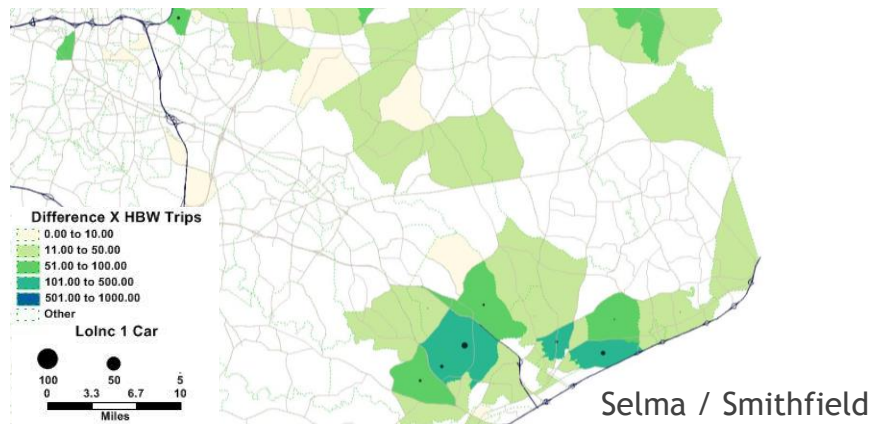 Difference X HBW Trips
0.00 to 10.00
11.00 to 50.00
51.00 to 100.00
101.00 to 500.00
501.00 to 1000.00
Other
LoInc 1 Car
100 50 5
0 3.3 6.7 10
Miles
Selma / Smithfield